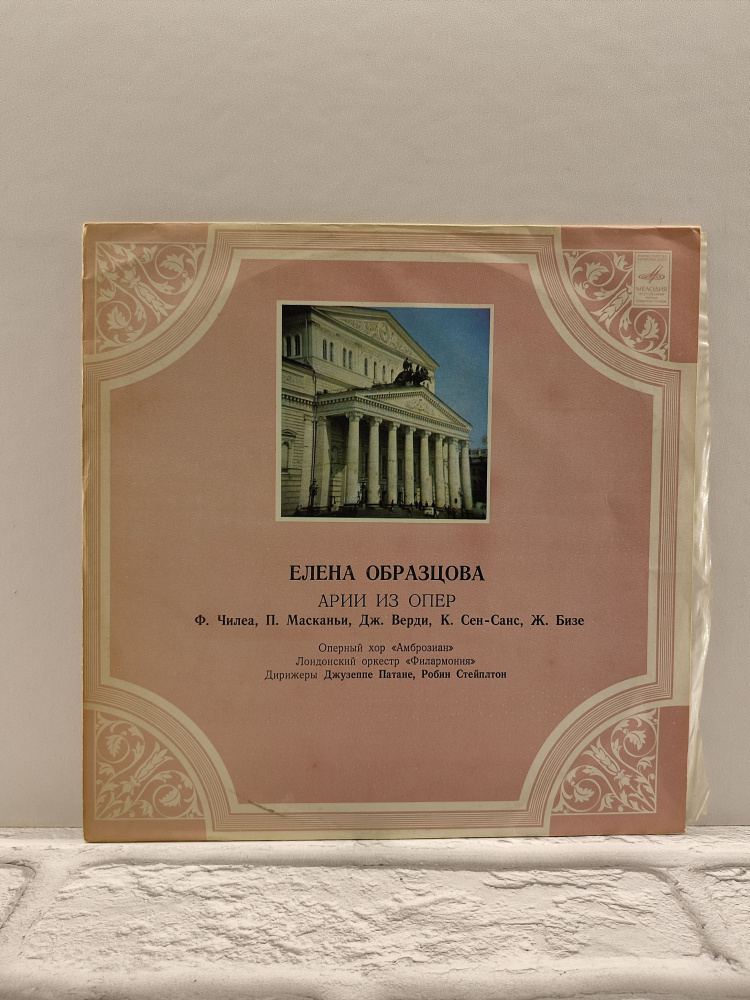 МЕЛОДИЯ
ЕЛЕНА ОБРАЗЦОВА
АРИИ ИЗ ОПЕР
Ф. Чилеа, П. Масканьи, Дж. Верди, К. Сен-Санс, Ж. Бизе
Оперный хор «Амброзиан»
Лондонский оркестр «Филармония»
Дирижеры Джузеппе Патане, Робин Стейплтон